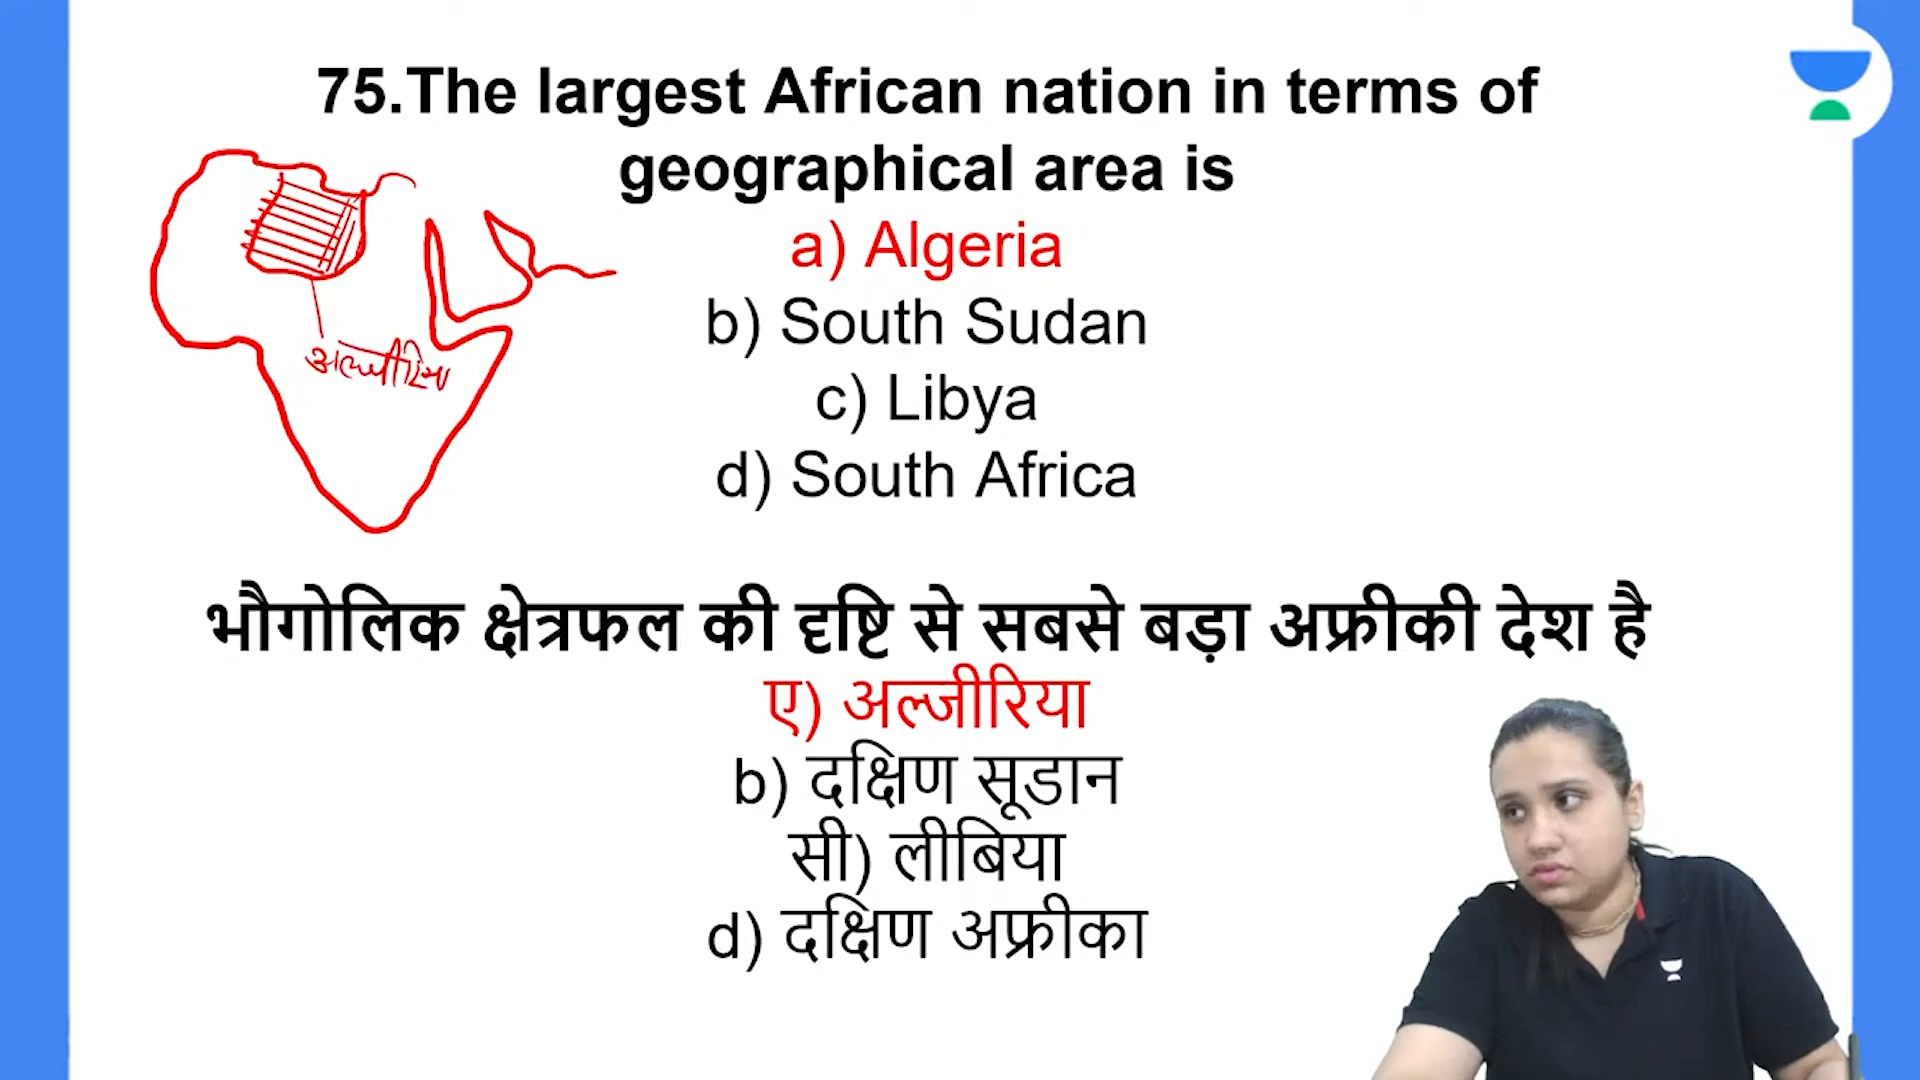 75.The largest African nation in terms of
geographical area is
a) Algeria
b) South Sudan
c) Libya
d) South Africa
अल्जीरिया
भौगोलिक क्षेत्रफल की दृष्टि से सबसे बड़ा अफ्रीकी देश है
ए) अल्जीरिया
b) दक्षिण सूडान
सी) लीबिया
d) दक्षिण अफ्रीका